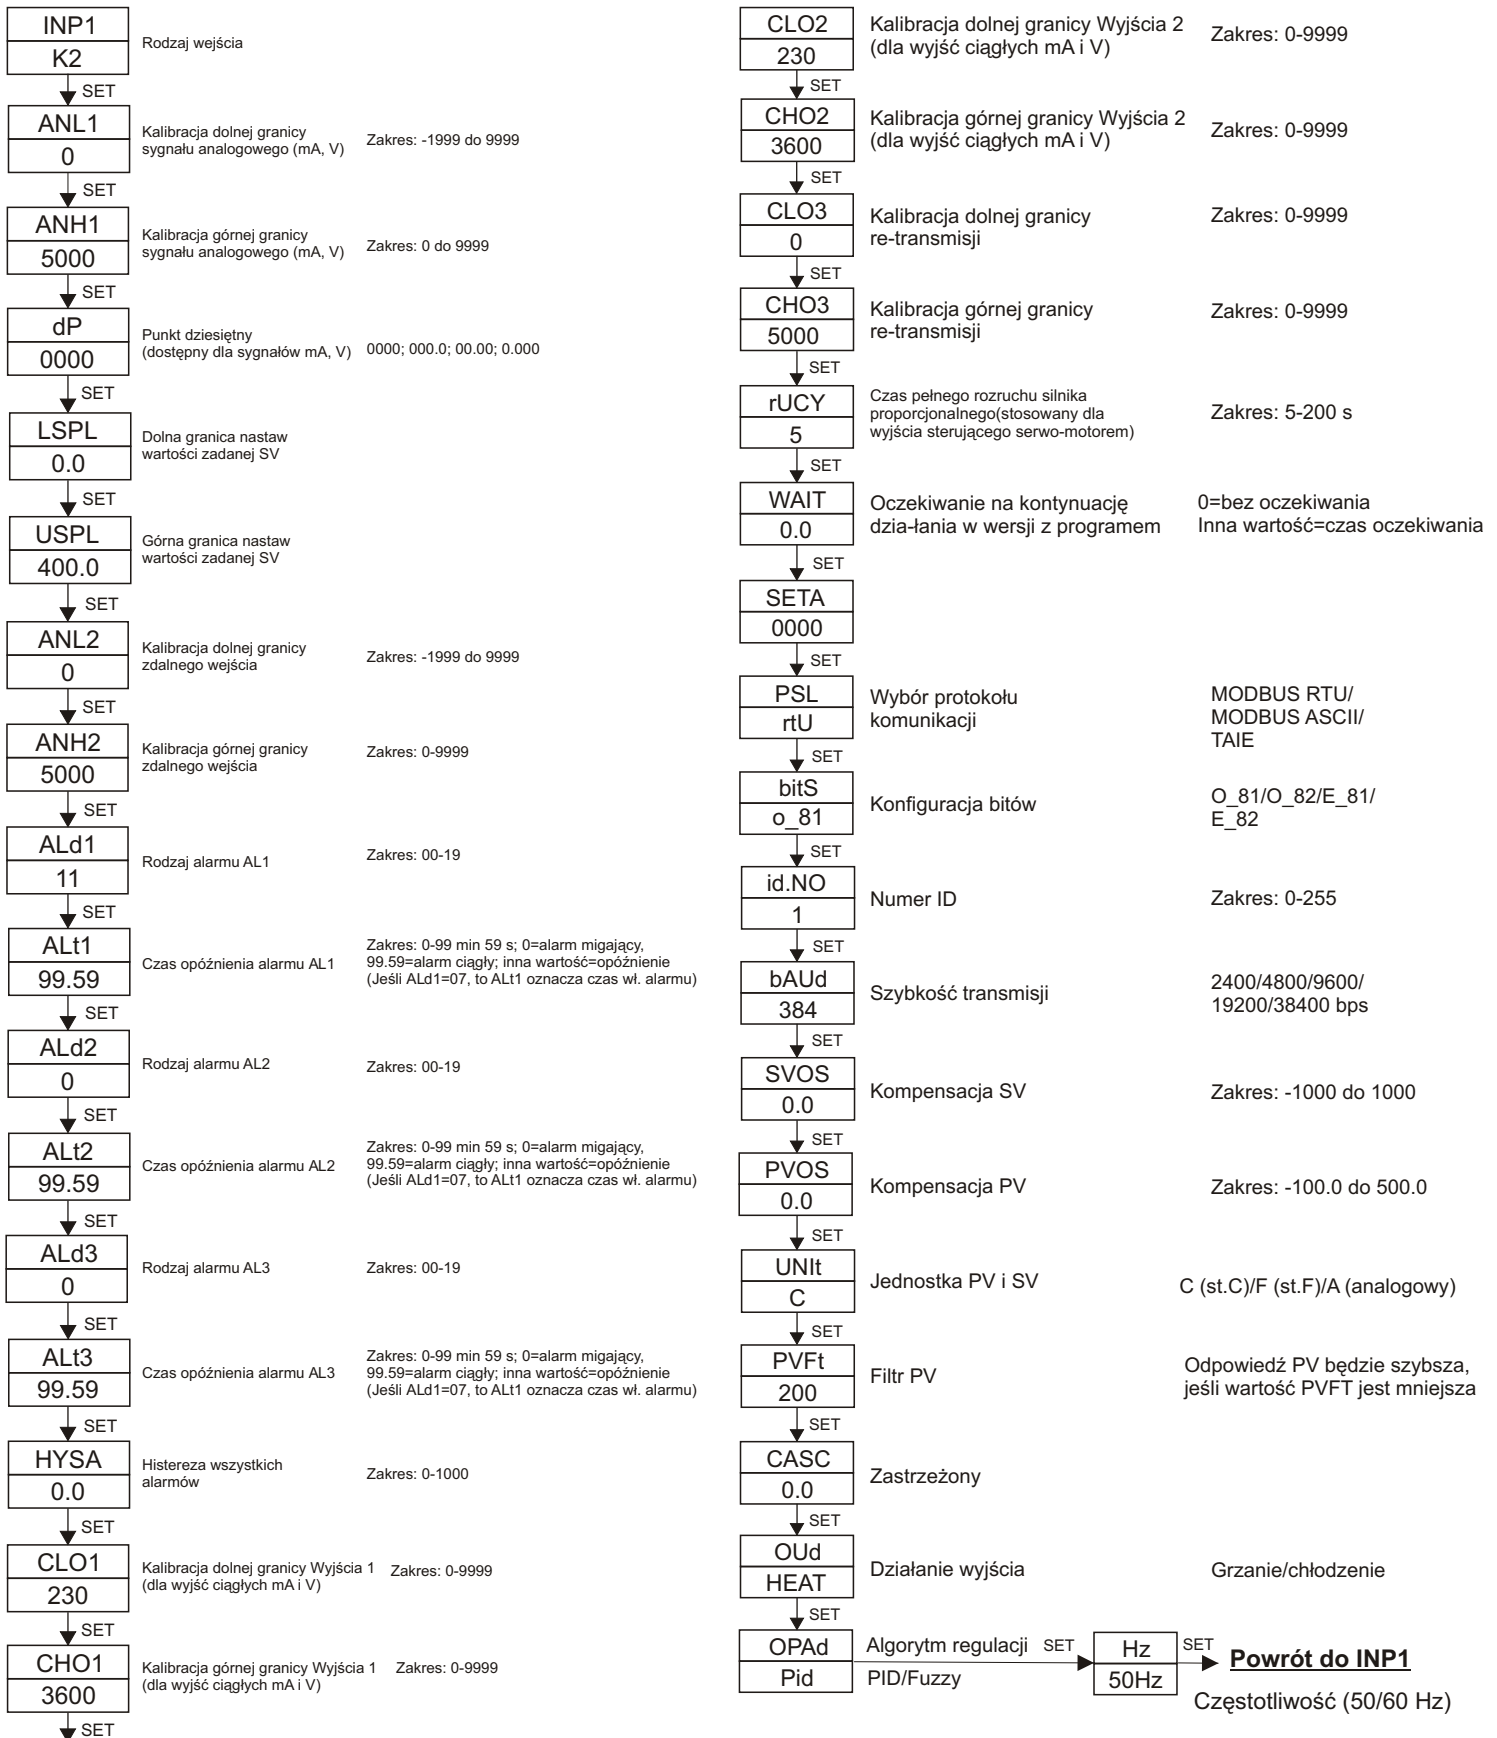 INP1
K2
Rodzaj wejścia
SET
ANL1
0
Kalibracja dolnej granicy
sygnału analogowego (mA, V)
Zakres: -1999 do 9999
SET
ANH1
5000
Kalibracja górnej granicy
sygnału analogowego (mA, V)
Zakres: 0 do 9999
SET
dP
0000
Punkt dziesiętny
(dostępny dla sygnałów mA, V)
0000; 000.0; 00.00; 0.000
SET
LSPL
0.0
Dolna granica nastaw
wartości zadanej SV
SET
USPL
400.0
Górna granica nastaw
wartości zadanej SV
SET
ANL2
0
Kalibracja dolnej granicy
zdalnego wejścia
Zakres: -1999 do 9999
SET
ANH2
5000
Kalibracja górnej granicy
zdalnego wejścia
Zakres: 0-9999
SET
ALd1
11
Rodzaj alarmu AL1
Zakres: 00-19
SET
ALt1
99.59
Czas opóźnienia alarmu AL1
Zakres: 0-99 min 59 s; 0=alarm migający,
99.59=alarm ciągły; inna wartość=opóźnienie
(Jeśli ALd1=07, to ALt1 oznacza czas wł. alarmu)
SET
ALd2
0
Rodzaj alarmu AL2
Zakres: 00-19
SET
ALt2
99.59
Czas opóźnienia alarmu AL2
Zakres: 0-99 min 59 s; 0=alarm migający,
99.59=alarm ciągły; inna wartość=opóźnienie
(Jeśli ALd1=07, to ALt1 oznacza czas wł. alarmu)
SET
ALd3
0
Rodzaj alarmu AL3
Zakres: 00-19
SET
ALt3
99.59
Czas opóźnienia alarmu AL3
Zakres: 0-99 min 59 s; 0=alarm migający,
99.59=alarm ciągły; inna wartość=opóźnienie
(Jeśli ALd1=07, to ALt1 oznacza czas wł. alarmu)
SET
HYSA
0.0
Histereza wszystkich
alarmów
Zakres: 0-1000
SET
CLO1
230
Kalibracja dolnej granicy Wyjścia 1
(dla wyjść ciągłych mA i V)
Zakres: 0-9999
SET
CHO1
3600
Kalibracja górnej granicy Wyjścia 1
(dla wyjść ciągłych mA i V)
Zakres: 0-9999
SET
CLO2
230
Kalibracja dolnej granicy Wyjścia 2
(dla wyjść ciągłych mA i V)
Zakres: 0-9999
SET
CHO2
3600
Kalibracja górnej granicy Wyjścia 2
(dla wyjść ciągłych mA i V)
Zakres: 0-9999
SET
CLO3
0
Kalibracja dolnej granicy
re-transmisji
Zakres: 0-9999
SET
CHO3
5000
Kalibracja górnej granicy
re-transmisji
Zakres: 0-9999
SET
rUCY
5
Czas pełnego rozruchu silnika
proporcjonalnego(stosowany dla
wyjścia sterującego serwo-motorem)
Zakres: 5-200 s
SET
WAIT
0.0
Oczekiwanie na kontynuację
dzia-łania w wersji z programem
0=bez oczekiwania
Inna wartość=czas oczekiwania
SET
SETA
0000
SET
PSL
rtU
Wybór protokołu
komunikacji
MODBUS RTU/
MODBUS ASCII/
TAIE
SET
bitS
o_81
Konfiguracja bitów
O_81/O_82/E_81/
E_82
SET
id.NO
1
Numer ID
Zakres: 0-255
SET
bAUd
384
Szybkość transmisji
2400/4800/9600/
19200/38400 bps
SET
SVOS
0.0
Kompensacja SV
Zakres: -1000 do 1000
SET
PVOS
0.0
Kompensacja PV
Zakres: -100.0 do 500.0
SET
UNIt
C
Jednostka PV i SV
C (st.C)/F (st.F)/A (analogowy)
SET
PVFt
200
Filtr PV
Odpowiedź PV będzie szybsza,
jeśli wartość PVFT jest mniejsza
SET
CASC
0.0
Zastrzeżony
SET
OUd
HEAT
Działanie wyjścia
Grzanie/chłodzenie
SET
OPAd
Pid
Algorytm regulacji
PID/Fuzzy
SET
Hz
50Hz
SET
Powrót do INP1
Częstotliwość (50/60 Hz)